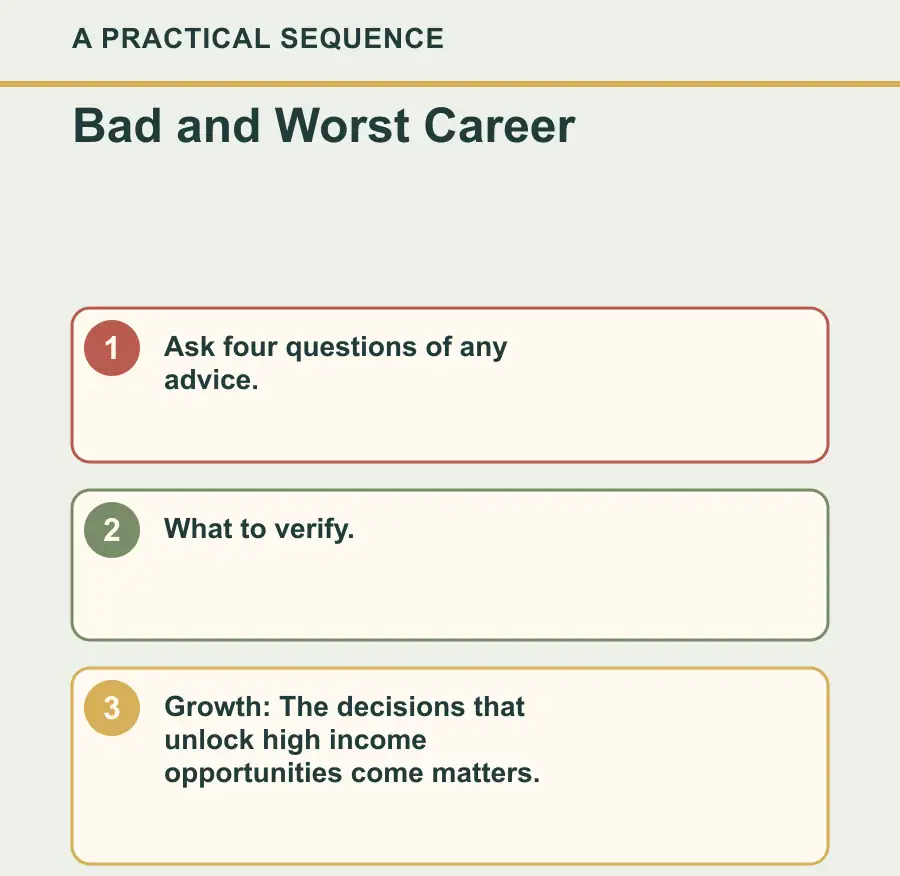 A PRACTICAL SEQUENCE
Bad and Worst Career
1
Ask four questions of any
advice.
2
What to verify.
3
Growth: The decisions that
unlock high income
opportunities come matters.